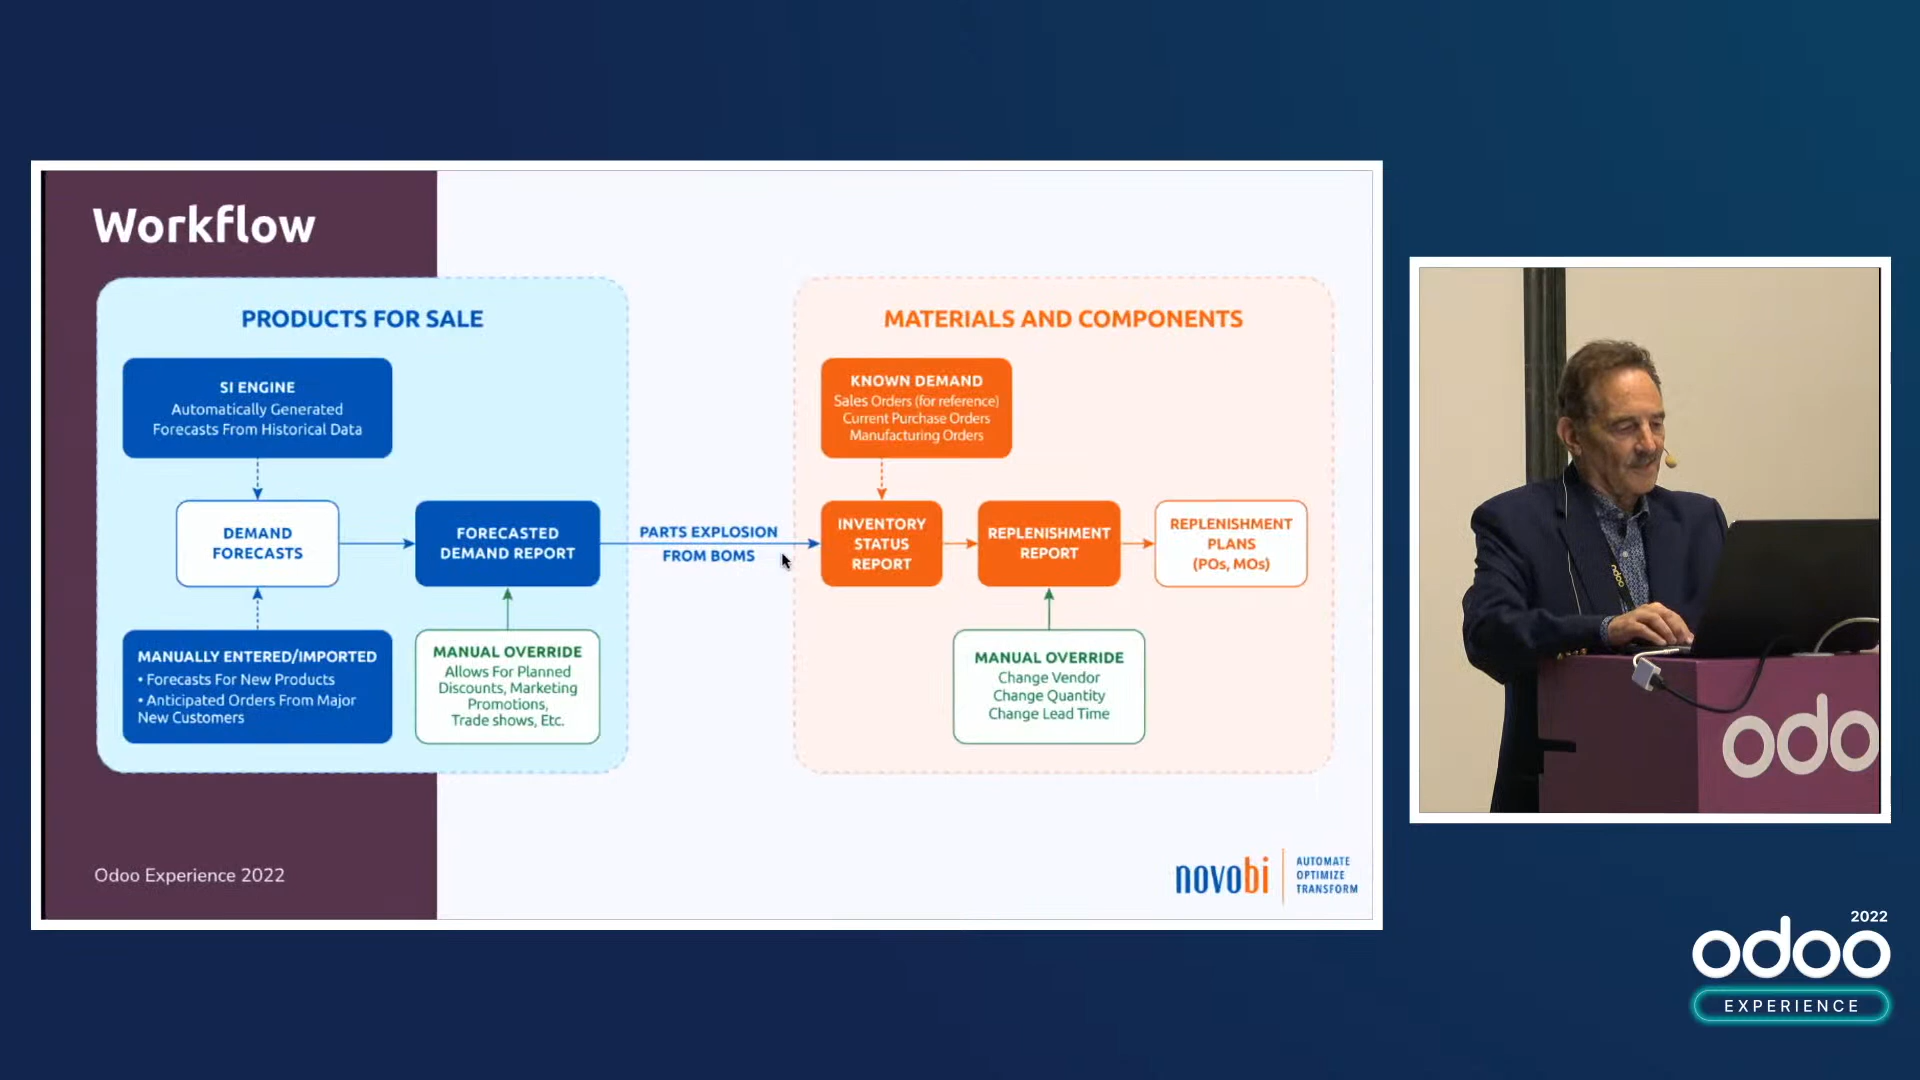 Workflow
PRODUCTS FOR SALE
SI ENGINE
Automatically Generated
Forecasts From Historical Data
DEMAND
FORECASTS
FORECASTED
DEMAND REPORT
MANUALLY ENTERED/IMPORTED
• Forecasts For New Products
• Anticipated Orders From Major
New Customers
MANUAL OVERRIDE
Allows For Planned
Discounts, Marketing
Promotions,
Trade shows, Etc.
PARTS EXPLOSION
FROM BOMS
MATERIALS AND COMPONENTS
KNOWN DEMAND
Sales Orders (for reference)
Current Purchase Orders
Manufacturing Orders
INVENTORY
STATUS
REPORT
REPLENISHMENT
REPORT
REPLENISHMENT
PLANS
(POs, MOs)
MANUAL OVERRIDE
Change Vendor
Change Quantity
Change Lead Time
Odoo Experience 2022
novobi
AUTOMATE
OPTIMIZE
TRANSFORM
odoo
odo
2022
odoo
EXPERIENCE